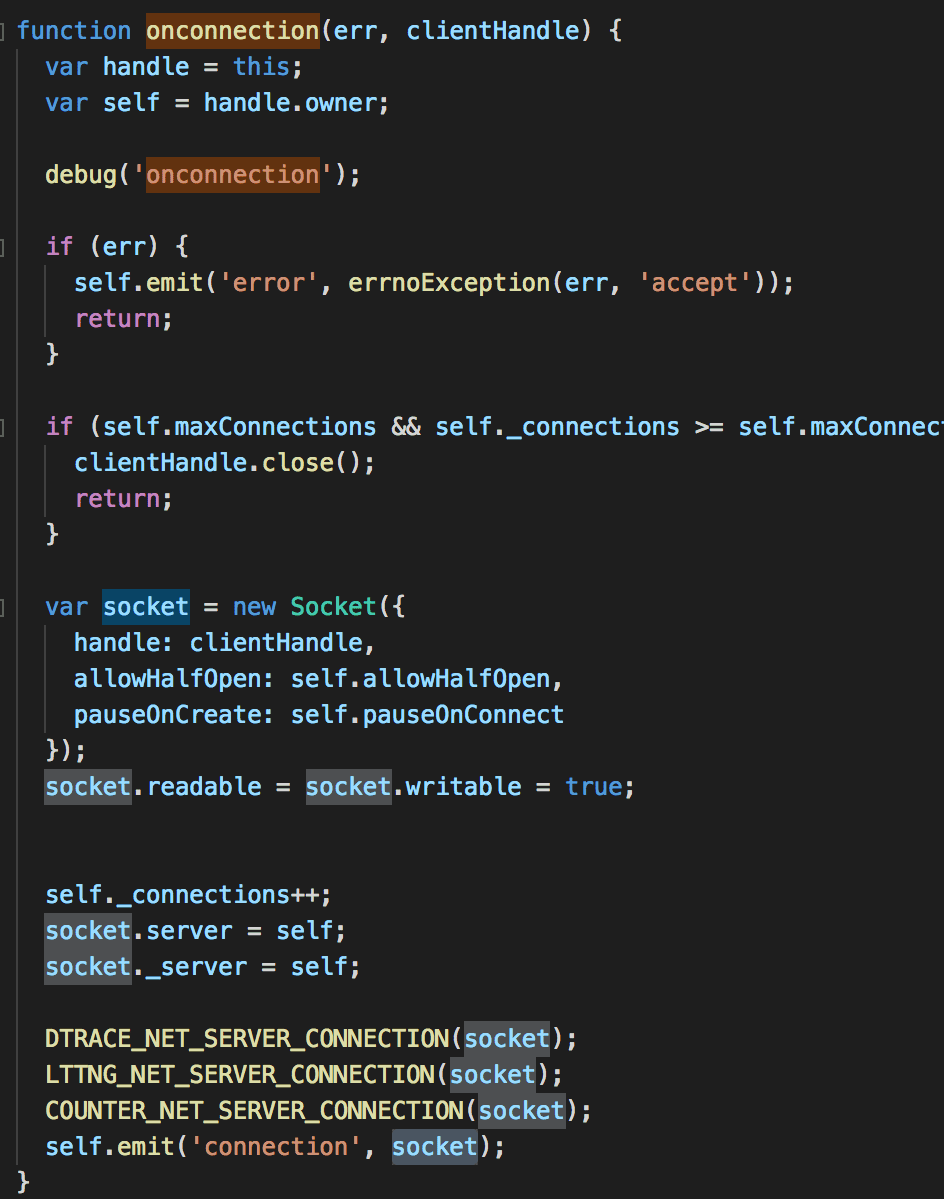 function onconnection(err, clientHandle) {
var handle = this;
var self = handle.owner;
debug('onconnection');
if (err) {
self.emit('error', errnoException(err, 'accept'));
return;
}
if (self.maxConnections && self._connections >= self.maxConnect
clientHandle.close();
return;
}
var socket = new Socket({
handle: clientHandle,
allowHalfOpen: self.allowHalfOpen,
pauseOnCreate: self.pauseOnConnect
});
socket.readable = socket.writable = true;
self._connections++;
socket.server = self;
socket._server = self;
DTRACE_NET_SERVER_CONNECTION(socket);
LTTNG_NET_SERVER_CONNECTION(socket);
COUNTER_NET_SERVER_CONNECTION(socket);
self.emit('connection', socket);
}